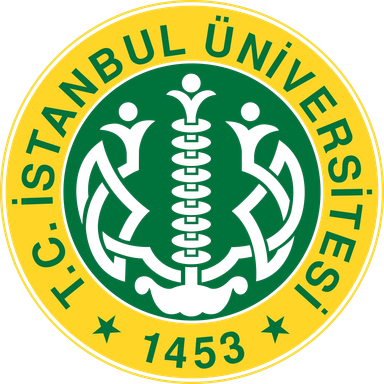 T.C. İSTANBUL ÜNİVERSİTESİ
1453